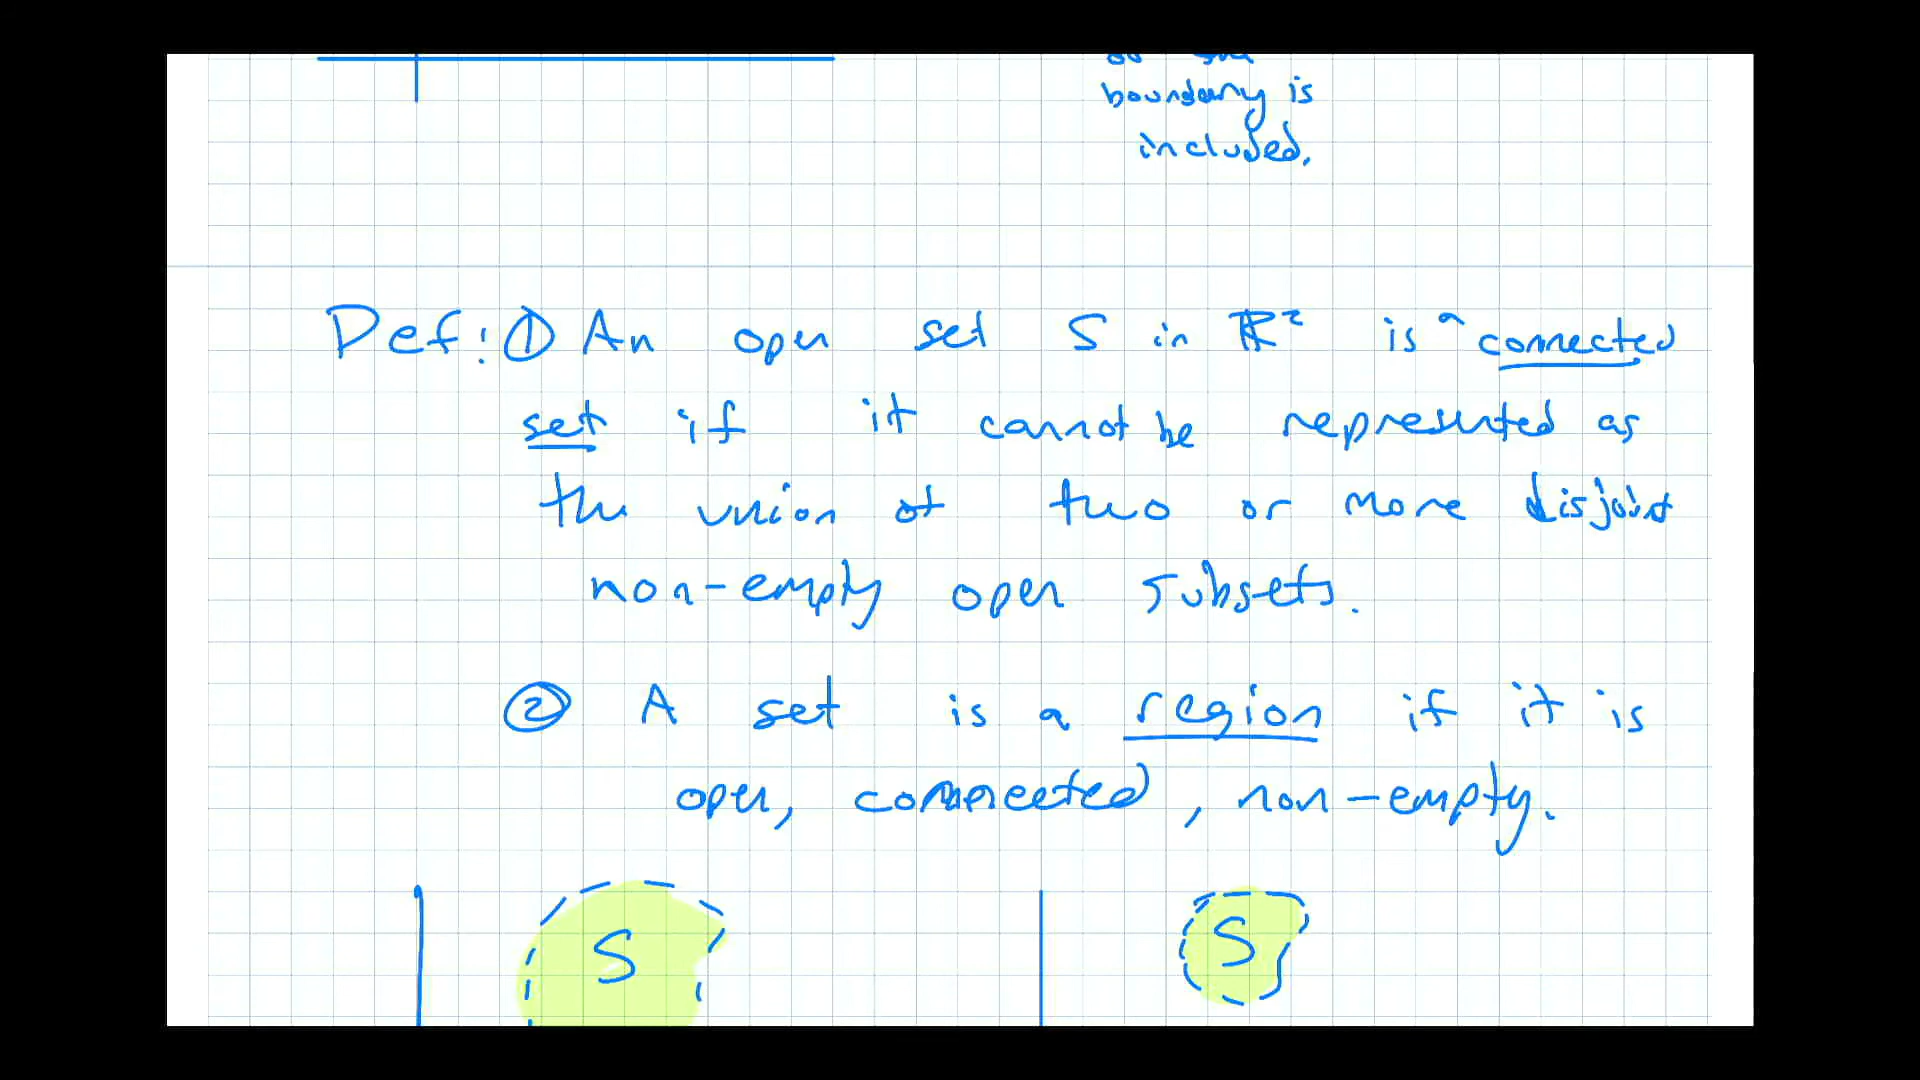 boundary is
included.
Def: ① An open set S in ℝ² is a connected
set if it cannot be represented as
the union of two or more disjoint
non-empty open subsets.
② A set is a region if it is
open, connected, non-empty.
S S